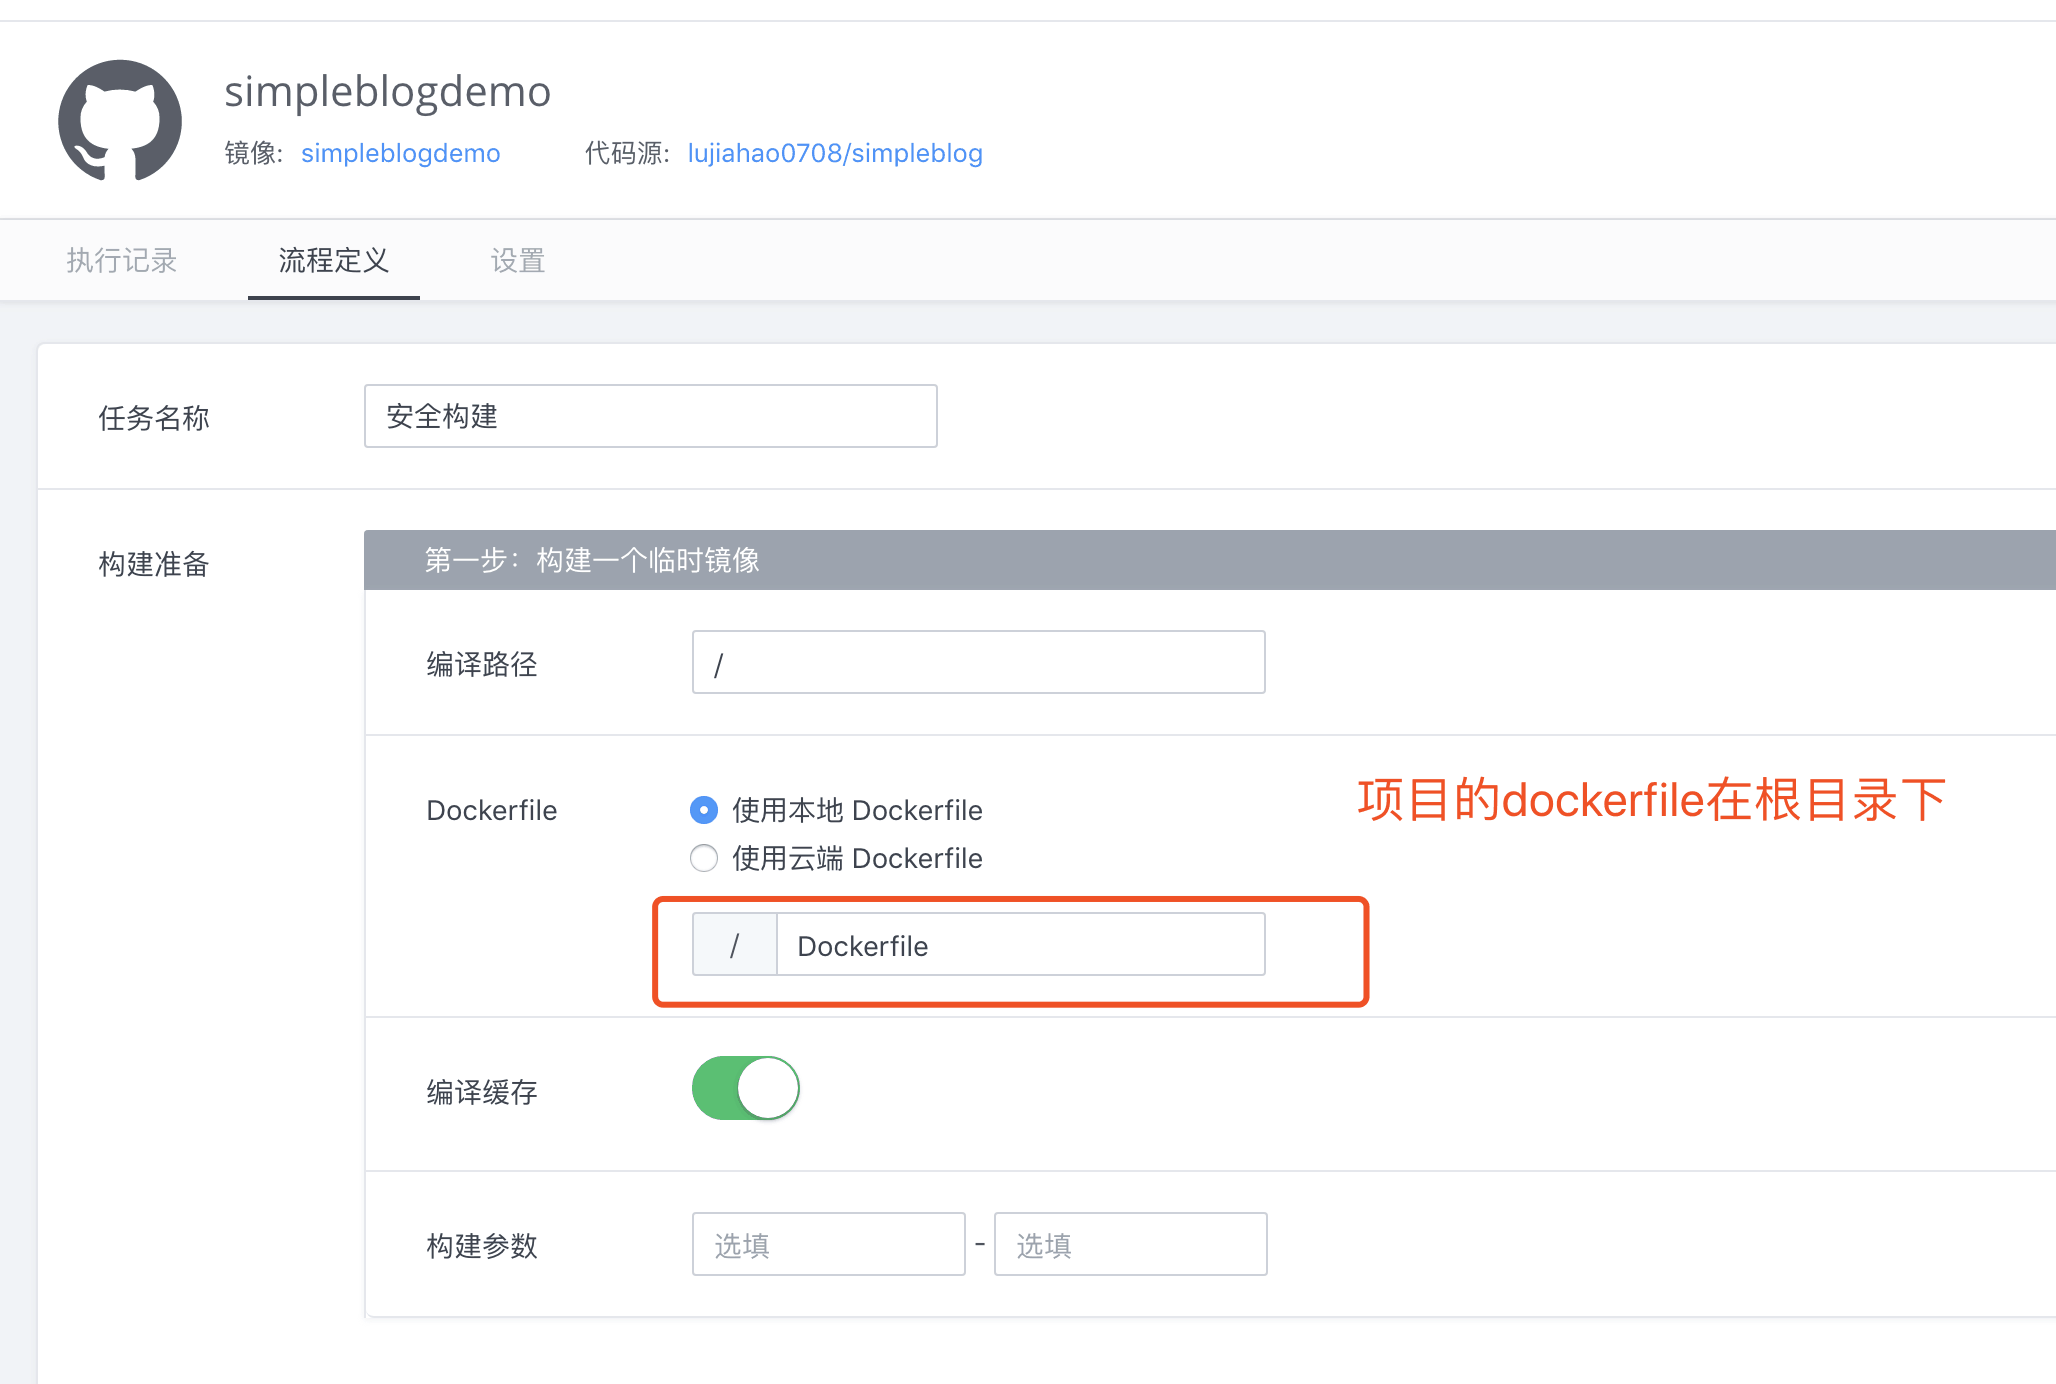 simpleblogdemo
镜像: simpleblogdemo 代码源: lujiahao0708/simpleblog
执行记录 流程定义 设置
任务名称 安全构建
构建准备 第一步：构建一个临时镜像
编译路径 /
项目的dockerfile在根目录下
Dockerfile 使用本地 Dockerfile
使用云端 Dockerfile
/ Dockerfile
编译缓存
构建参数 选填 - 选填